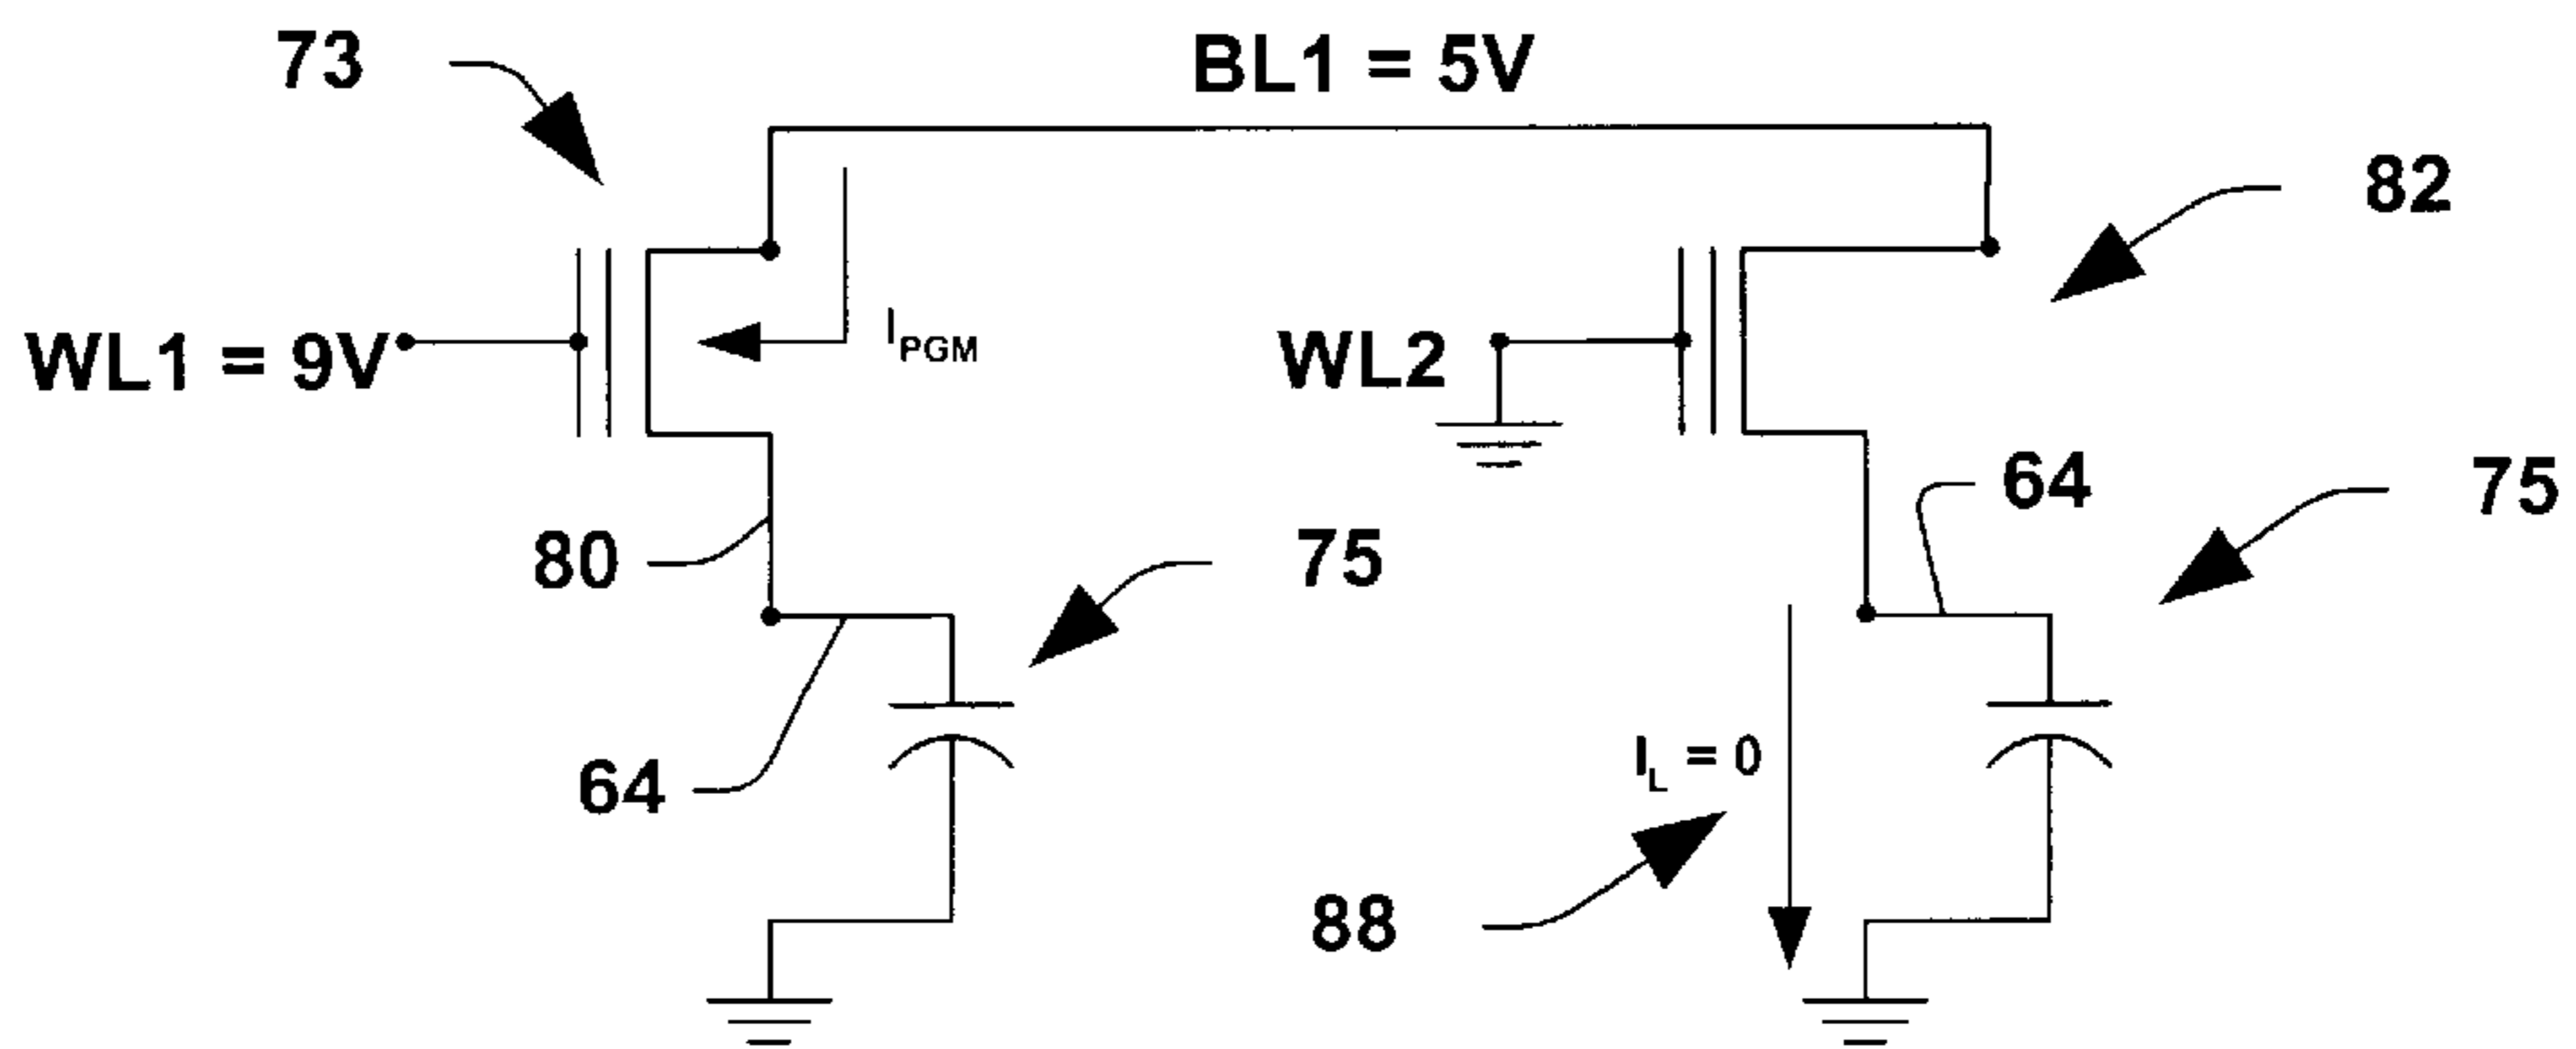 73
BL1 = 5V
82
WL1 = 9V
IPGM
WL2
64
75
80
75
64
IL = 0
88